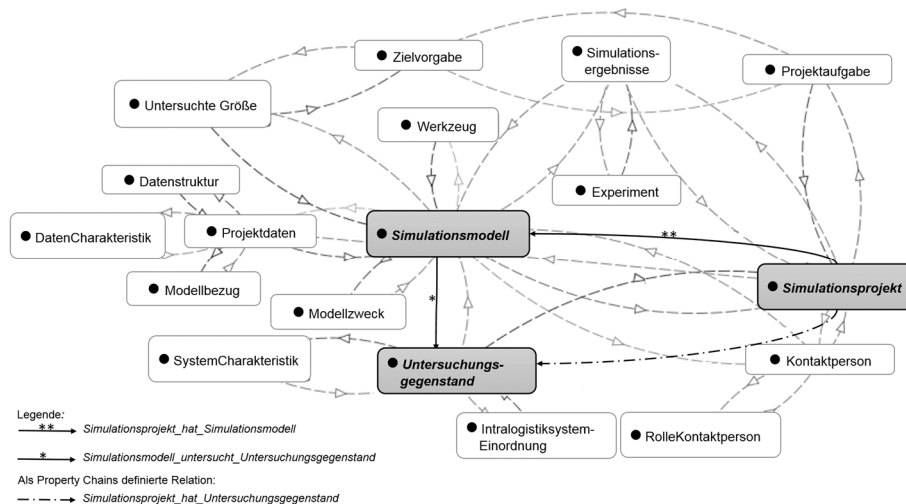 Zielvorgabe
Simulations-
ergebnisse
Projektaufgabe
Untersuchte Größe
Werkzeug
Datenstruktur
Experiment
DatenCharakteristik
Projektdaten
Simulationsmodell
**
Modellbezug
Simulationsprojekt
Modellzweck
*
SystemCharakteristik
Untersuchungs-
gegenstand
Kontaktperson
Intralogistiksystem-
Einordnung
RolleKontaktperson
Legende:
** Simulationsprojekt_hat_Simulationsmodell
* Simulationsmodell_untersucht_Untersuchungsgegenstand
Als Property Chains definierte Relation:
Simulationsprojekt_hat_Untersuchungsgegenstand